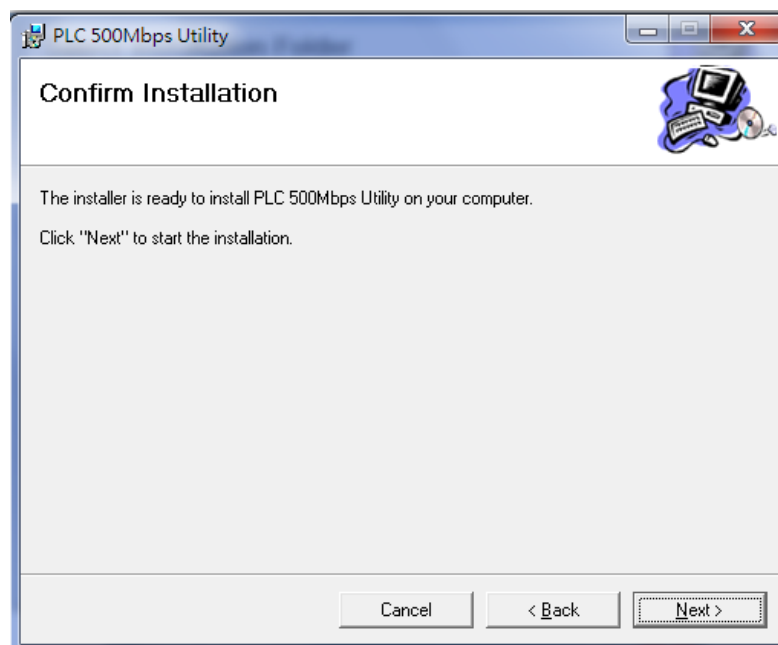 PLC 500Mbps Utility
Confirm Installation
The installer is ready to install PLC 500Mbps Utility on your computer.
Click "Next" to start the installation.
Cancel
< Back
Next >